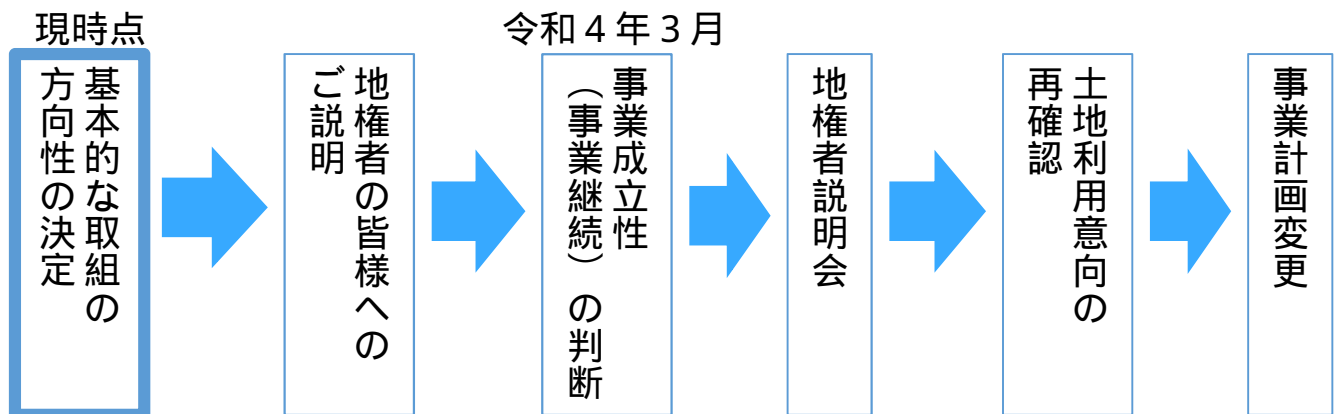 現時点
基本的な取組の
方向性の決定
地権者の皆様への
ご説明
令和４年３月
事業成立性
（事業継続）の判断
地権者説明会
土地利用意向の
再確認
事業計画変更